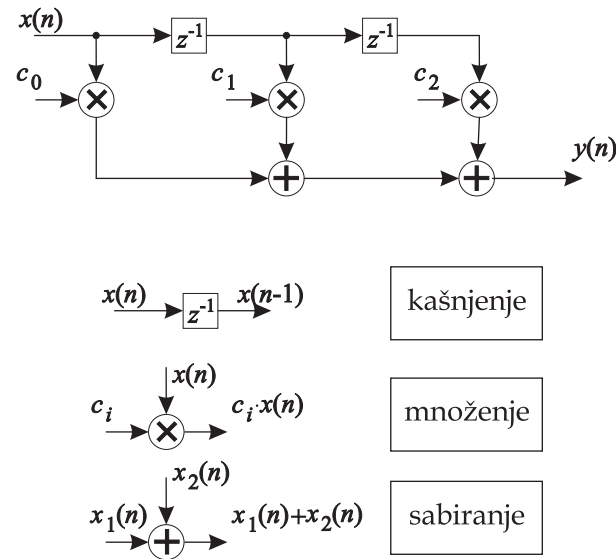 x(n)
z⁻¹ z⁻¹
c₀ c₁ c₂
y(n)
x(n) z⁻¹ x(n-1) kašnjenje
x(n)
cᵢ cᵢ·x(n) množenje
x₂(n)
x₁(n) x₁(n)+x₂(n) sabiranje